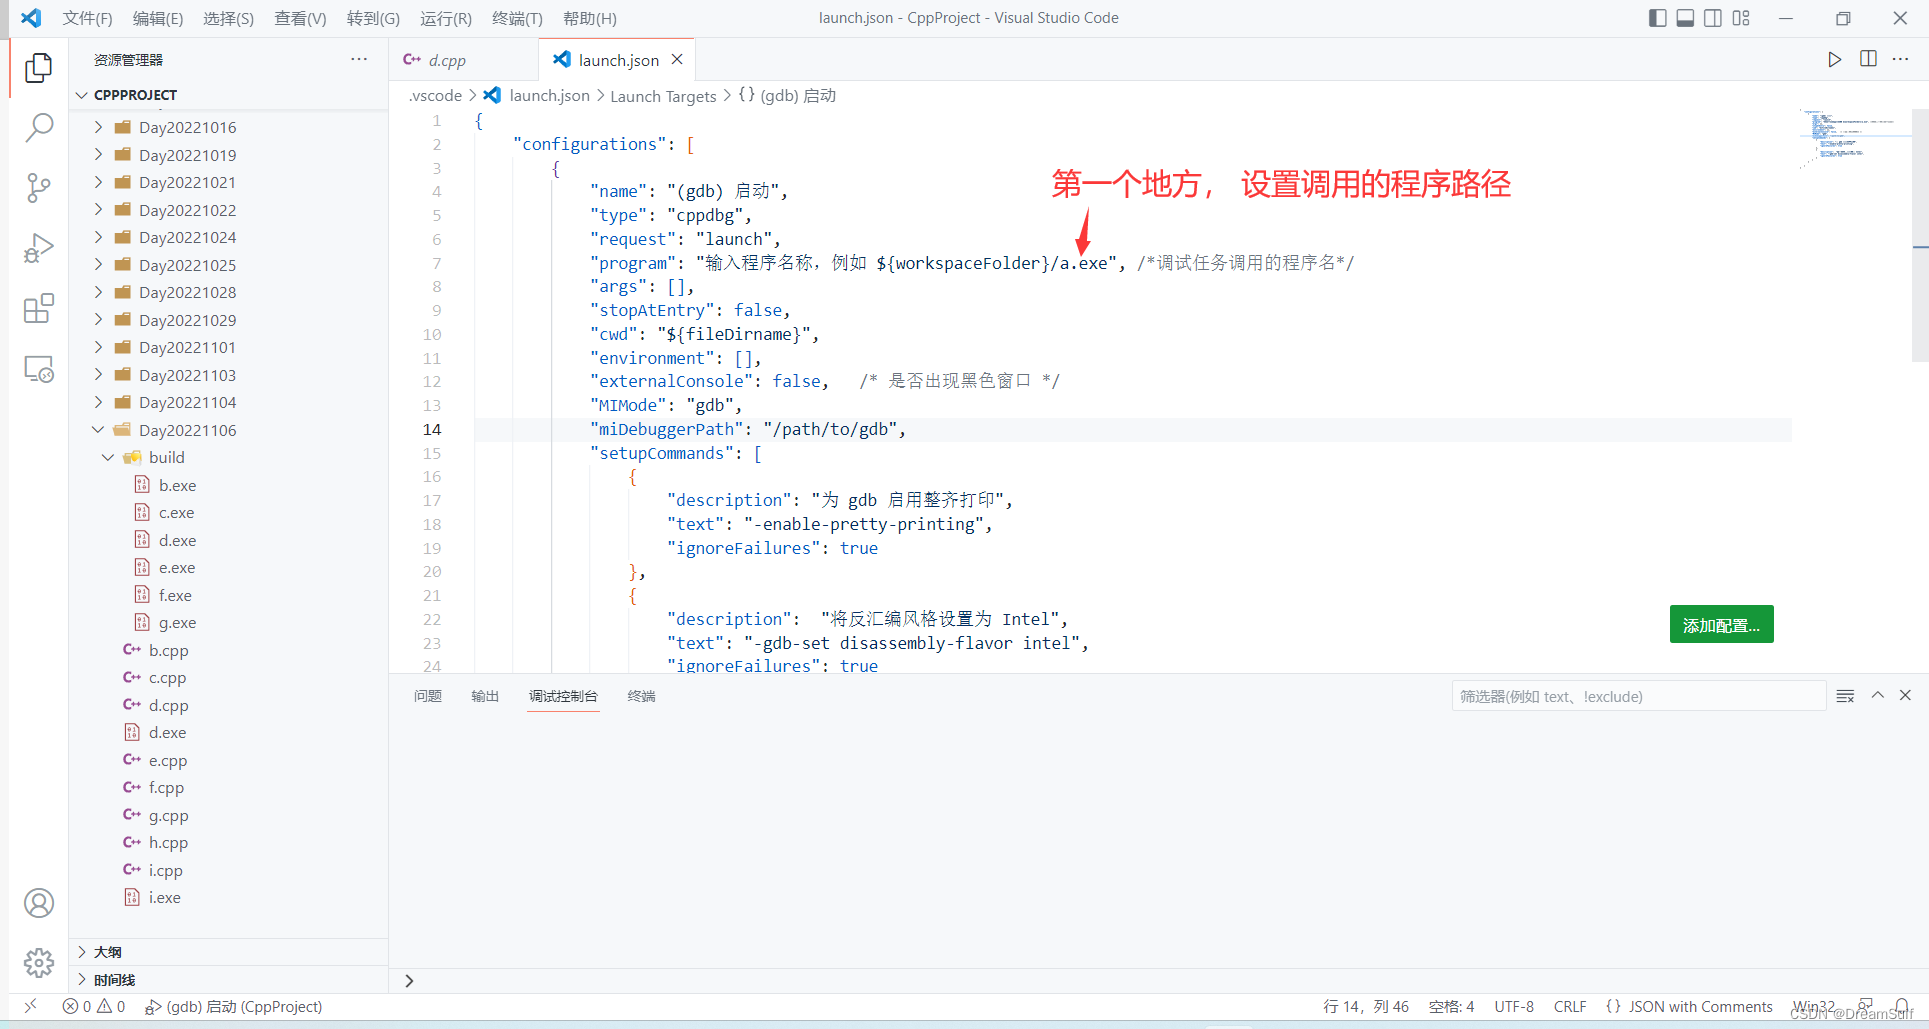 文件(F) 编辑(E) 选择(S) 查看(V) 转到(G) 运行(R) 终端(T) 帮助(H) launch.json - CppProject - Visual Studio Code
资源管理器
CPPPROJECT
Day20221016
Day20221019
Day20221021
Day20221022
Day20221024
Day20221025
Day20221028
Day20221029
Day20221101
Day20221103
Day20221104
Day20221106
build
b.exe
c.exe
d.exe
e.exe
f.exe
g.exe
b.cpp
c.cpp
d.cpp
d.exe
e.cpp
f.cpp
g.cpp
h.cpp
i.cpp
i.exe
大纲
时间线
d.cpp launch.json
.vscode > launch.json > Launch Targets > {} (gdb) 启动
第一个地方， 设置调用的程序路径
1 {
2 "configurations": [
3 {
4 "name": "(gdb) 启动",
5 "type": "cppdbg",
6 "request": "launch",
7 "program": "输入程序名称，例如 ${workspaceFolder}/a.exe", /*调试任务调用的程序名*/
8 "args": [],
9 "stopAtEntry": false,
10 "cwd": "${fileDirname}",
11 "environment": [],
12 "externalConsole": false, /* 是否出现黑色窗口 */
13 "MIMode": "gdb",
14 "miDebuggerPath": "/path/to/gdb",
15 "setupCommands": [
16 {
17 "description": "为 gdb 启用整齐打印",
18 "text": "-enable-pretty-printing",
19 "ignoreFailures": true
20 },
21 {
22 "description": "将反汇编风格设置为 Intel",
23 "text": "-gdb-set disassembly-flavor intel",
24 "ignoreFailures": true
添加配置...
问题 输出 调试控制台 终端 筛选器(例如 text、!exclude)
0 0 (gdb) 启动 (CppProject) 行 14，列 46 空格: 4 UTF-8 CRLF {} JSON with Comments Win32
CSDN @DreamSuff